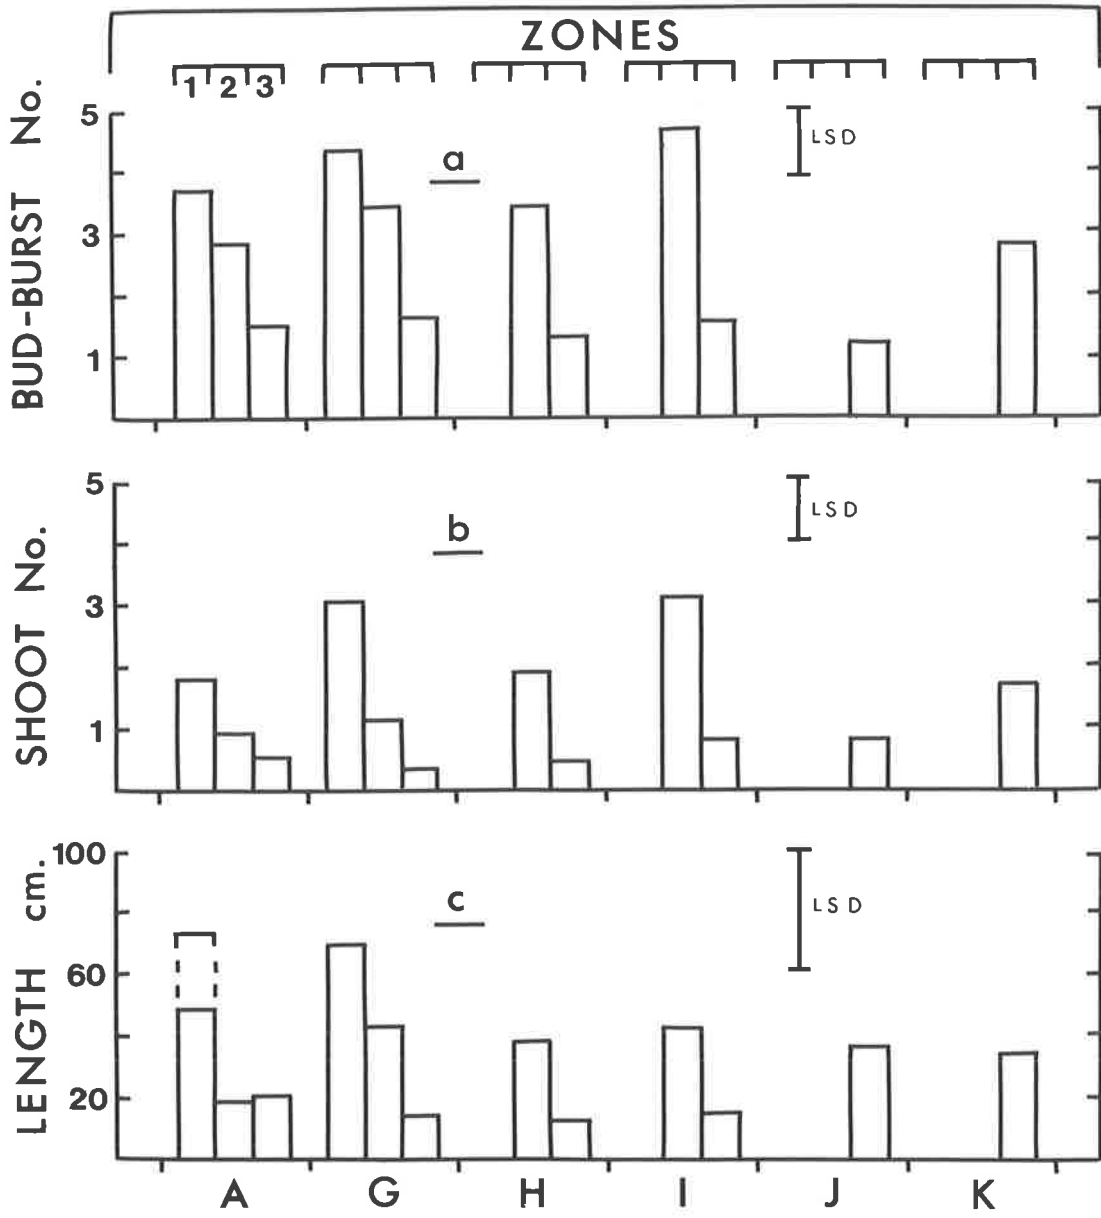 ZONES
1 2 3
BUD-BURST No.
5
3
1
a
LSD
SHOOT No.
5
3
1
b
LSD
LENGTH cm.
100
60
20
c
LSD
A G H I J K